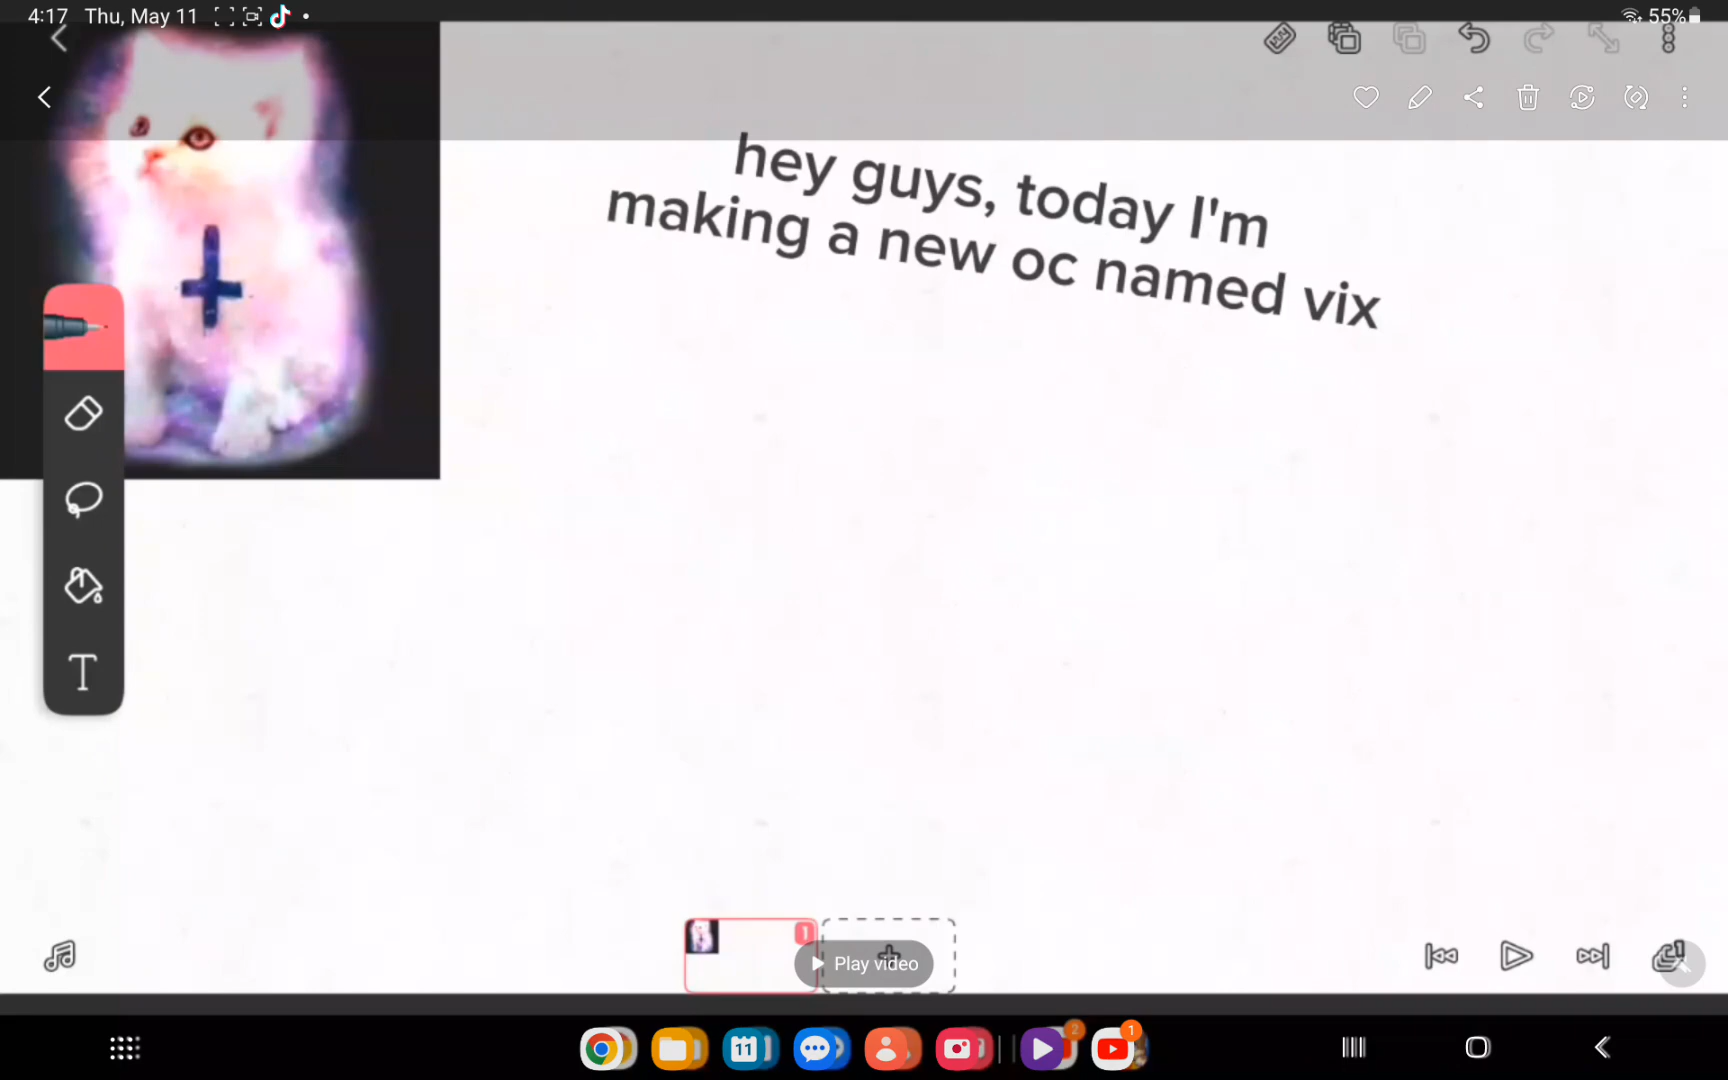 4:17 Thu, May 11
55%
hey guys, today I'm
making a new oc named vix
T
1
Play video
1
11
2
1